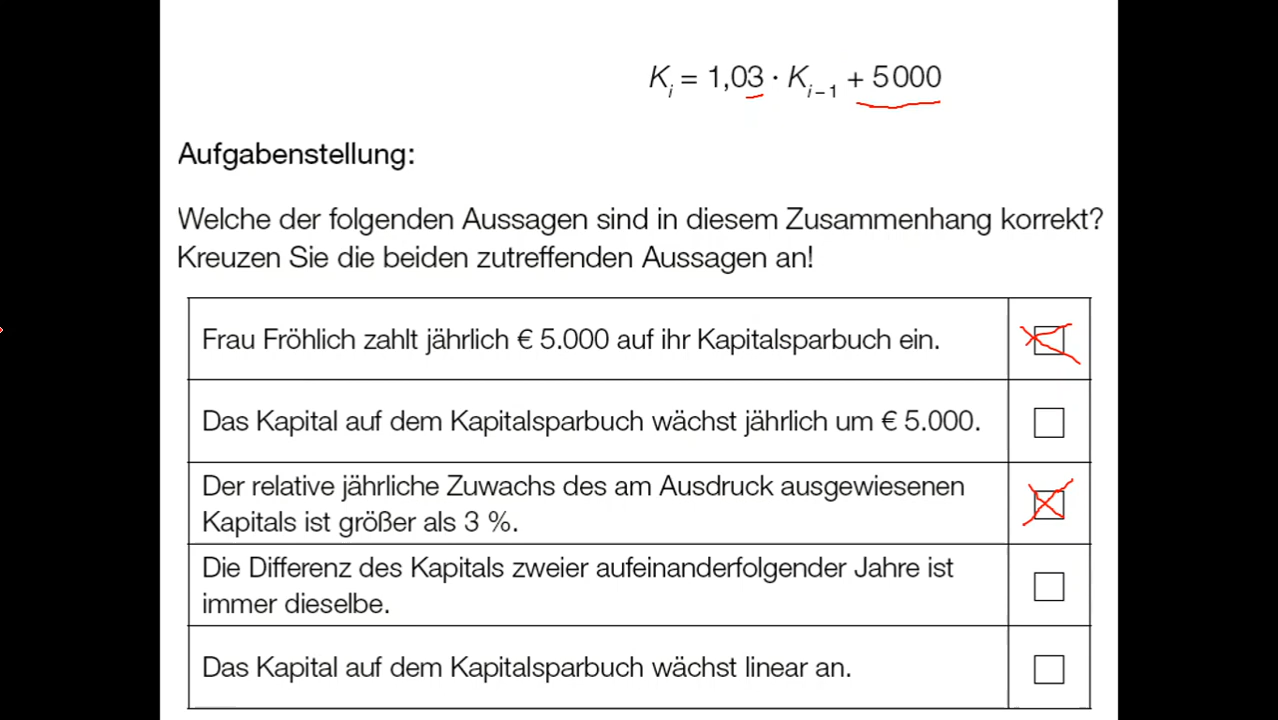 Kᵢ = 1,03 · Kᵢ₋₁ + 5000
Aufgabenstellung:
Welche der folgenden Aussagen sind in diesem Zusammenhang korrekt?
Kreuzen Sie die beiden zutreffenden Aussagen an!
Frau Fröhlich zahlt jährlich € 5.000 auf ihr Kapitalsparbuch ein.
Das Kapital auf dem Kapitalsparbuch wächst jährlich um € 5.000.
Der relative jährliche Zuwachs des am Ausdruck ausgewiesenen
Kapitals ist größer als 3 %.
Die Differenz des Kapitals zweier aufeinanderfolgender Jahre ist
immer dieselbe.
Das Kapital auf dem Kapitalsparbuch wächst linear an.